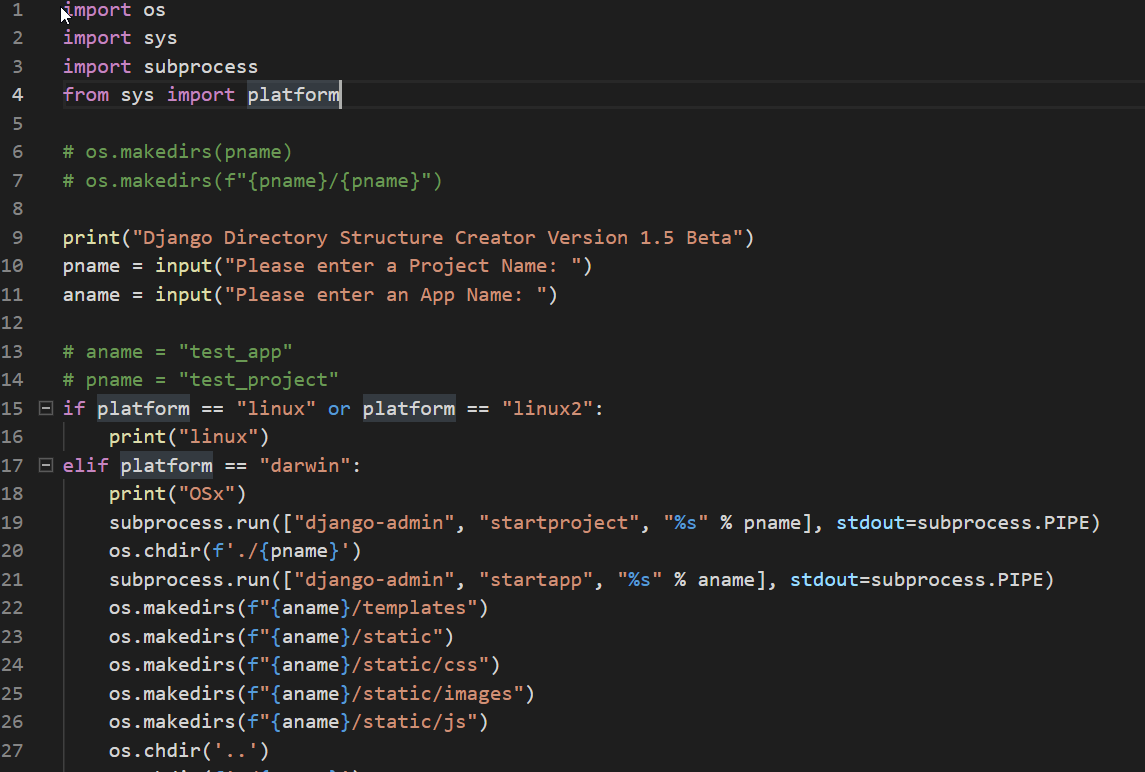 1 import os
2 import sys
3 import subprocess
4 from sys import platform
5
6 # os.makedirs(pname)
7 # os.makedirs(f"{pname}/{pname}")
8
9 print("Django Directory Structure Creator Version 1.5 Beta")
10 pname = input("Please enter a Project Name: ")
11 aname = input("Please enter an App Name: ")
12
13 # aname = "test_app"
14 # pname = "test_project"
15 if platform == "linux" or platform == "linux2":
16     print("linux")
17 elif platform == "darwin":
18     print("OSx")
19     subprocess.run(["django-admin", "startproject", "%s" % pname], stdout=subprocess.PIPE)
20     os.chdir(f'./{pname}')
21     subprocess.run(["django-admin", "startapp", "%s" % aname], stdout=subprocess.PIPE)
22     os.makedirs(f"{aname}/templates")
23     os.makedirs(f"{aname}/static")
24     os.makedirs(f"{aname}/static/css")
25     os.makedirs(f"{aname}/static/images")
26     os.makedirs(f"{aname}/static/js")
27     os.chdir('..')